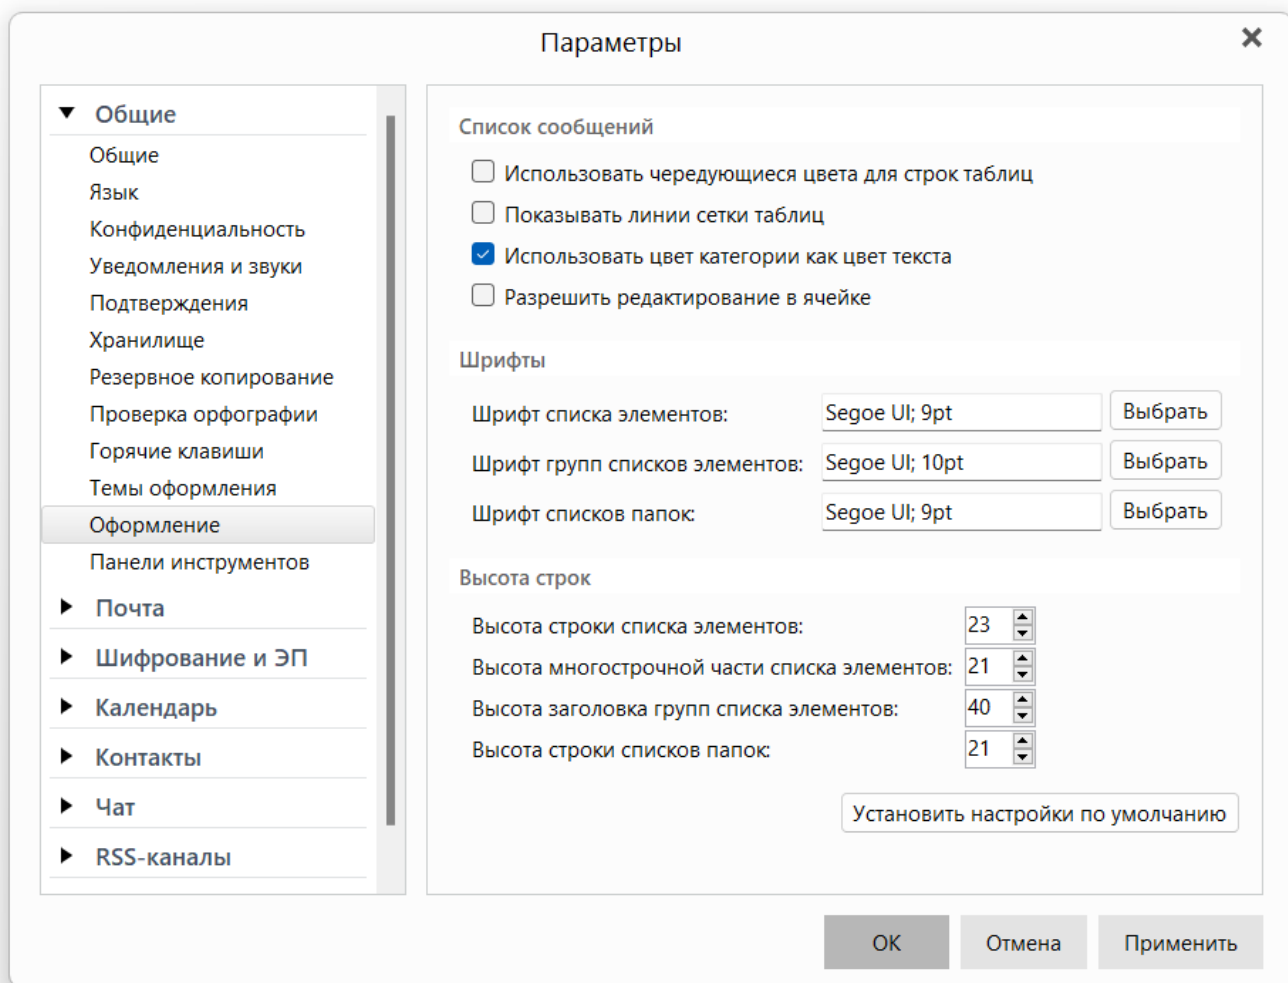 Параметры
Общие
Общие
Язык
Конфиденциальность
Уведомления и звуки
Подтверждения
Хранилище
Резервное копирование
Проверка орфографии
Горячие клавиши
Темы оформления
Оформление
Панели инструментов
Почта
Шифрование и ЭП
Календарь
Контакты
Чат
RSS-каналы
Список сообщений
Использовать чередующиеся цвета для строк таблиц
Показывать линии сетки таблиц
Использовать цвет категории как цвет текста
Разрешить редактирование в ячейке
Шрифты
Шрифт списка элементов: Segoe UI; 9pt Выбрать
Шрифт групп списков элементов: Segoe UI; 10pt Выбрать
Шрифт списков папок: Segoe UI; 9pt Выбрать
Высота строк
Высота строки списка элементов: 23
Высота многострочной части списка элементов: 21
Высота заголовка групп списка элементов: 40
Высота строки списков папок: 21
Установить настройки по умолчанию
ОК Отмена Применить